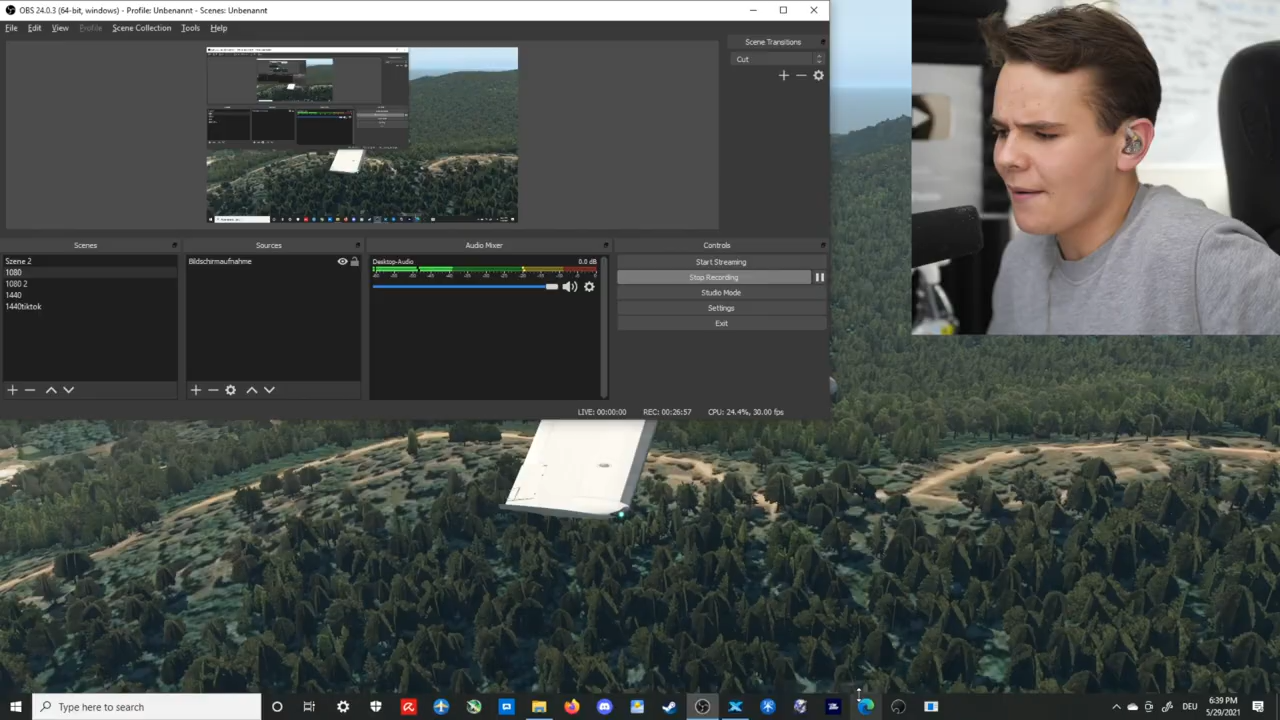 OBS 24.0.3 (64-bit, windows) - Profile: Unbenannt - Scenes: Unbenannt
File Edit View Profile Scene Collection Tools Help
Scene Transitions
Cut
Scenes
Sources
Audio Mixer
Controls
Szene 2
1080
1080 2
1440
1440tiktok
Bildschirmaufnahme
Desktop-Audio 0.0 dB
Start Streaming
Stop Recording
Studio Mode
Settings
Exit
LIVE: 00:00:00 REC: 00:26:57 CPU: 24.4%, 30.00 fps
Type here to search
DEU
6:39 PM
5/29/2021